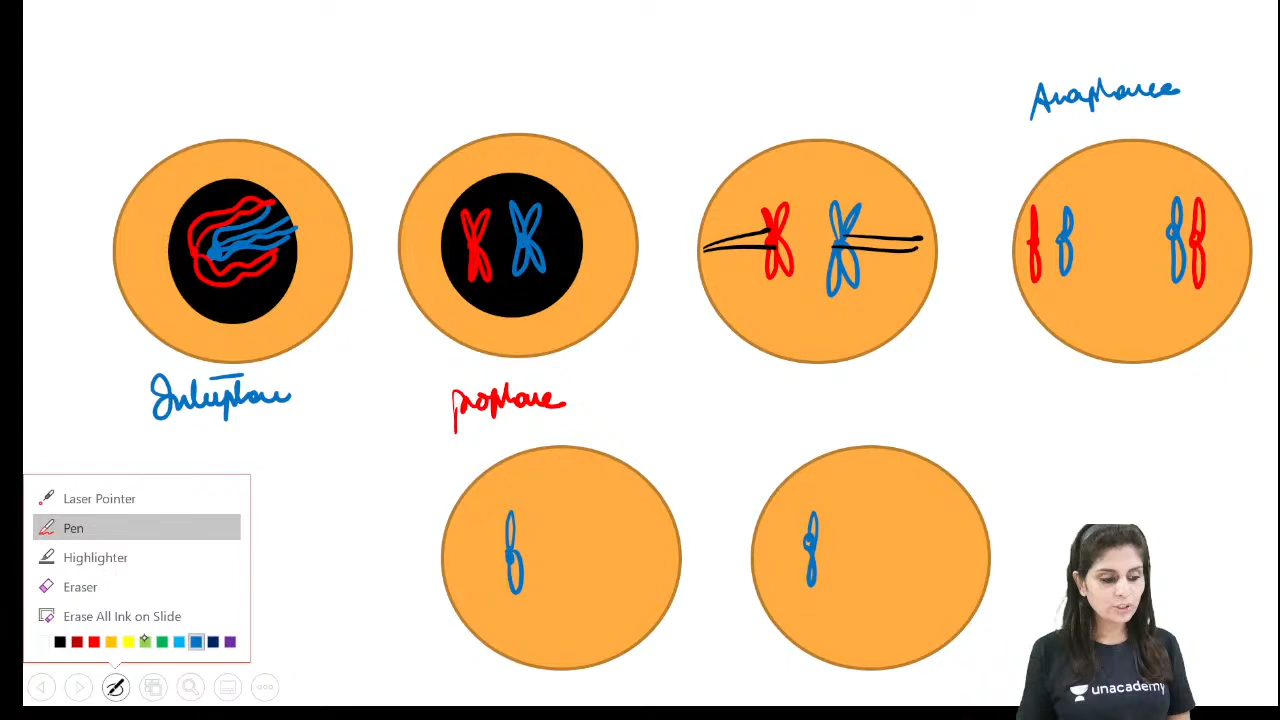 Anaphase
Interphase
prophase
Laser Pointer
Pen
Highlighter
Eraser
Erase All Ink on Slide
unacademy